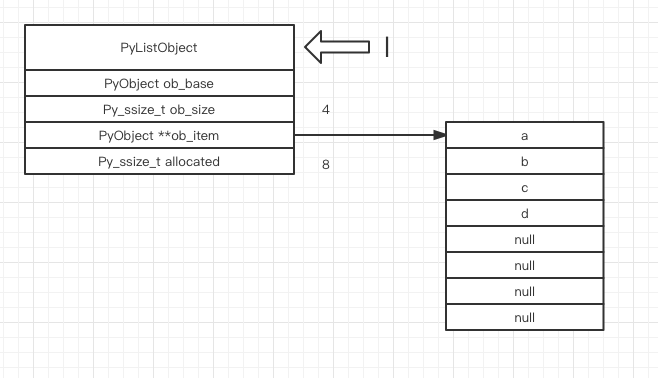 PyListObject
l
PyObject ob_base
Py_ssize_t ob_size
4
PyObject **ob_item
Py_ssize_t allocated
8
a
b
c
d
null
null
null
null